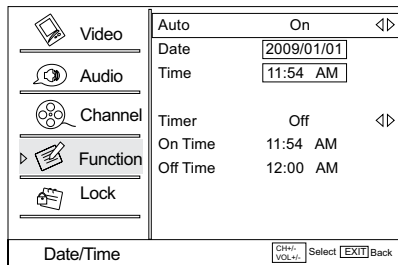 Video
Audio
Channel
Function
Lock
Auto On
Date 2009/01/01
Time 11:54 AM
Timer Off
On Time 11:54 AM
Off Time 12:00 AM
Date/Time
CH+/-
VOL+/- Select EXIT Back